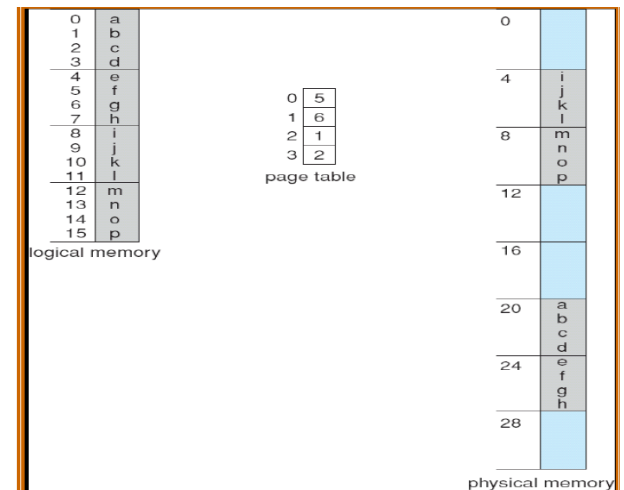 0 a
1 b
2 c
3 d
4 e
5 f
6 g
7 h
8 i
9 j
10 k
11 l
12 m
13 n
14 o
15 p
logical memory
0 5
1 6
2 1
3 2
page table
0
4 i
j
k
l
8 m
n
o
p
12
16
20 a
b
c
d
24 e
f
g
h
28
physical memory